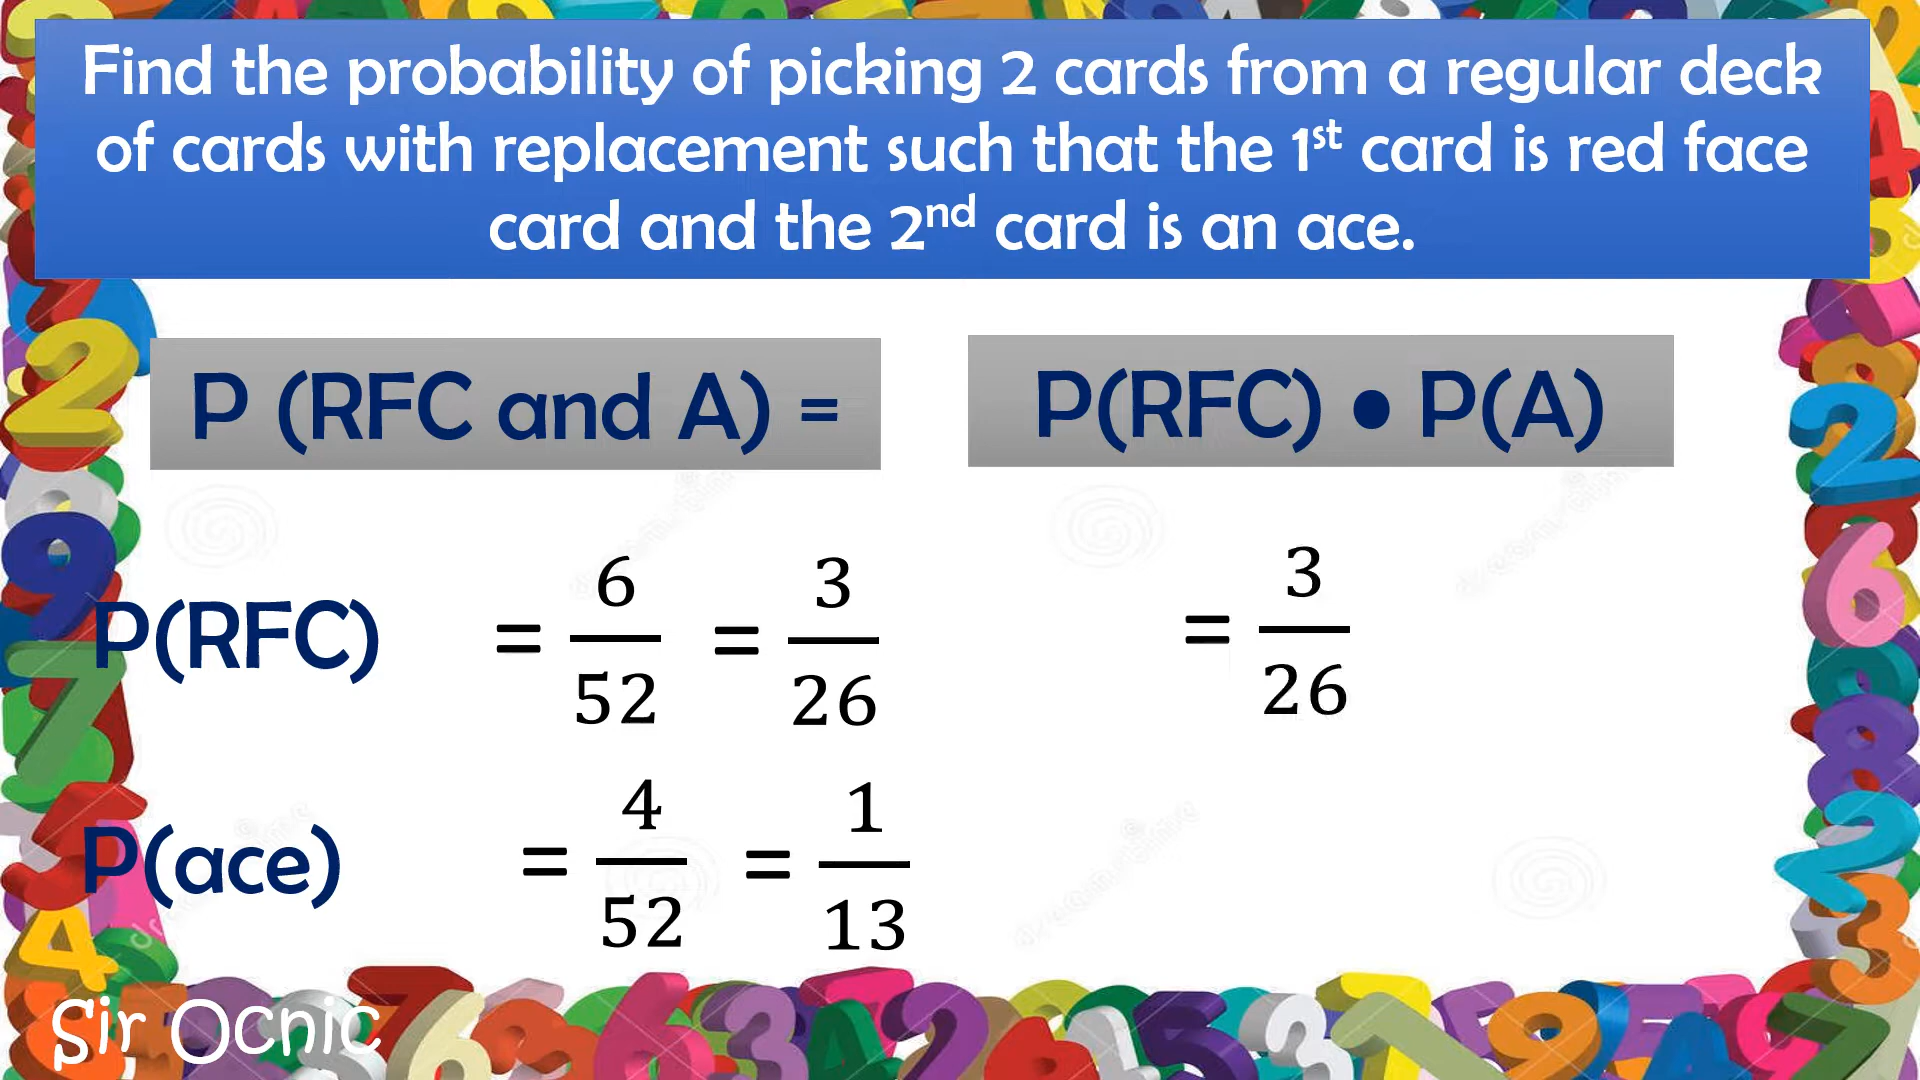 Find the probability of picking 2 cards from a regular deck
of cards with replacement such that the 1st card is red face
card and the 2nd card is an ace.
P (RFC and A) =
P(RFC) • P(A)
P(RFC) = 6/52 = 3/26
= 3/26
P(ace) = 4/52 = 1/13
Sir Ocnic